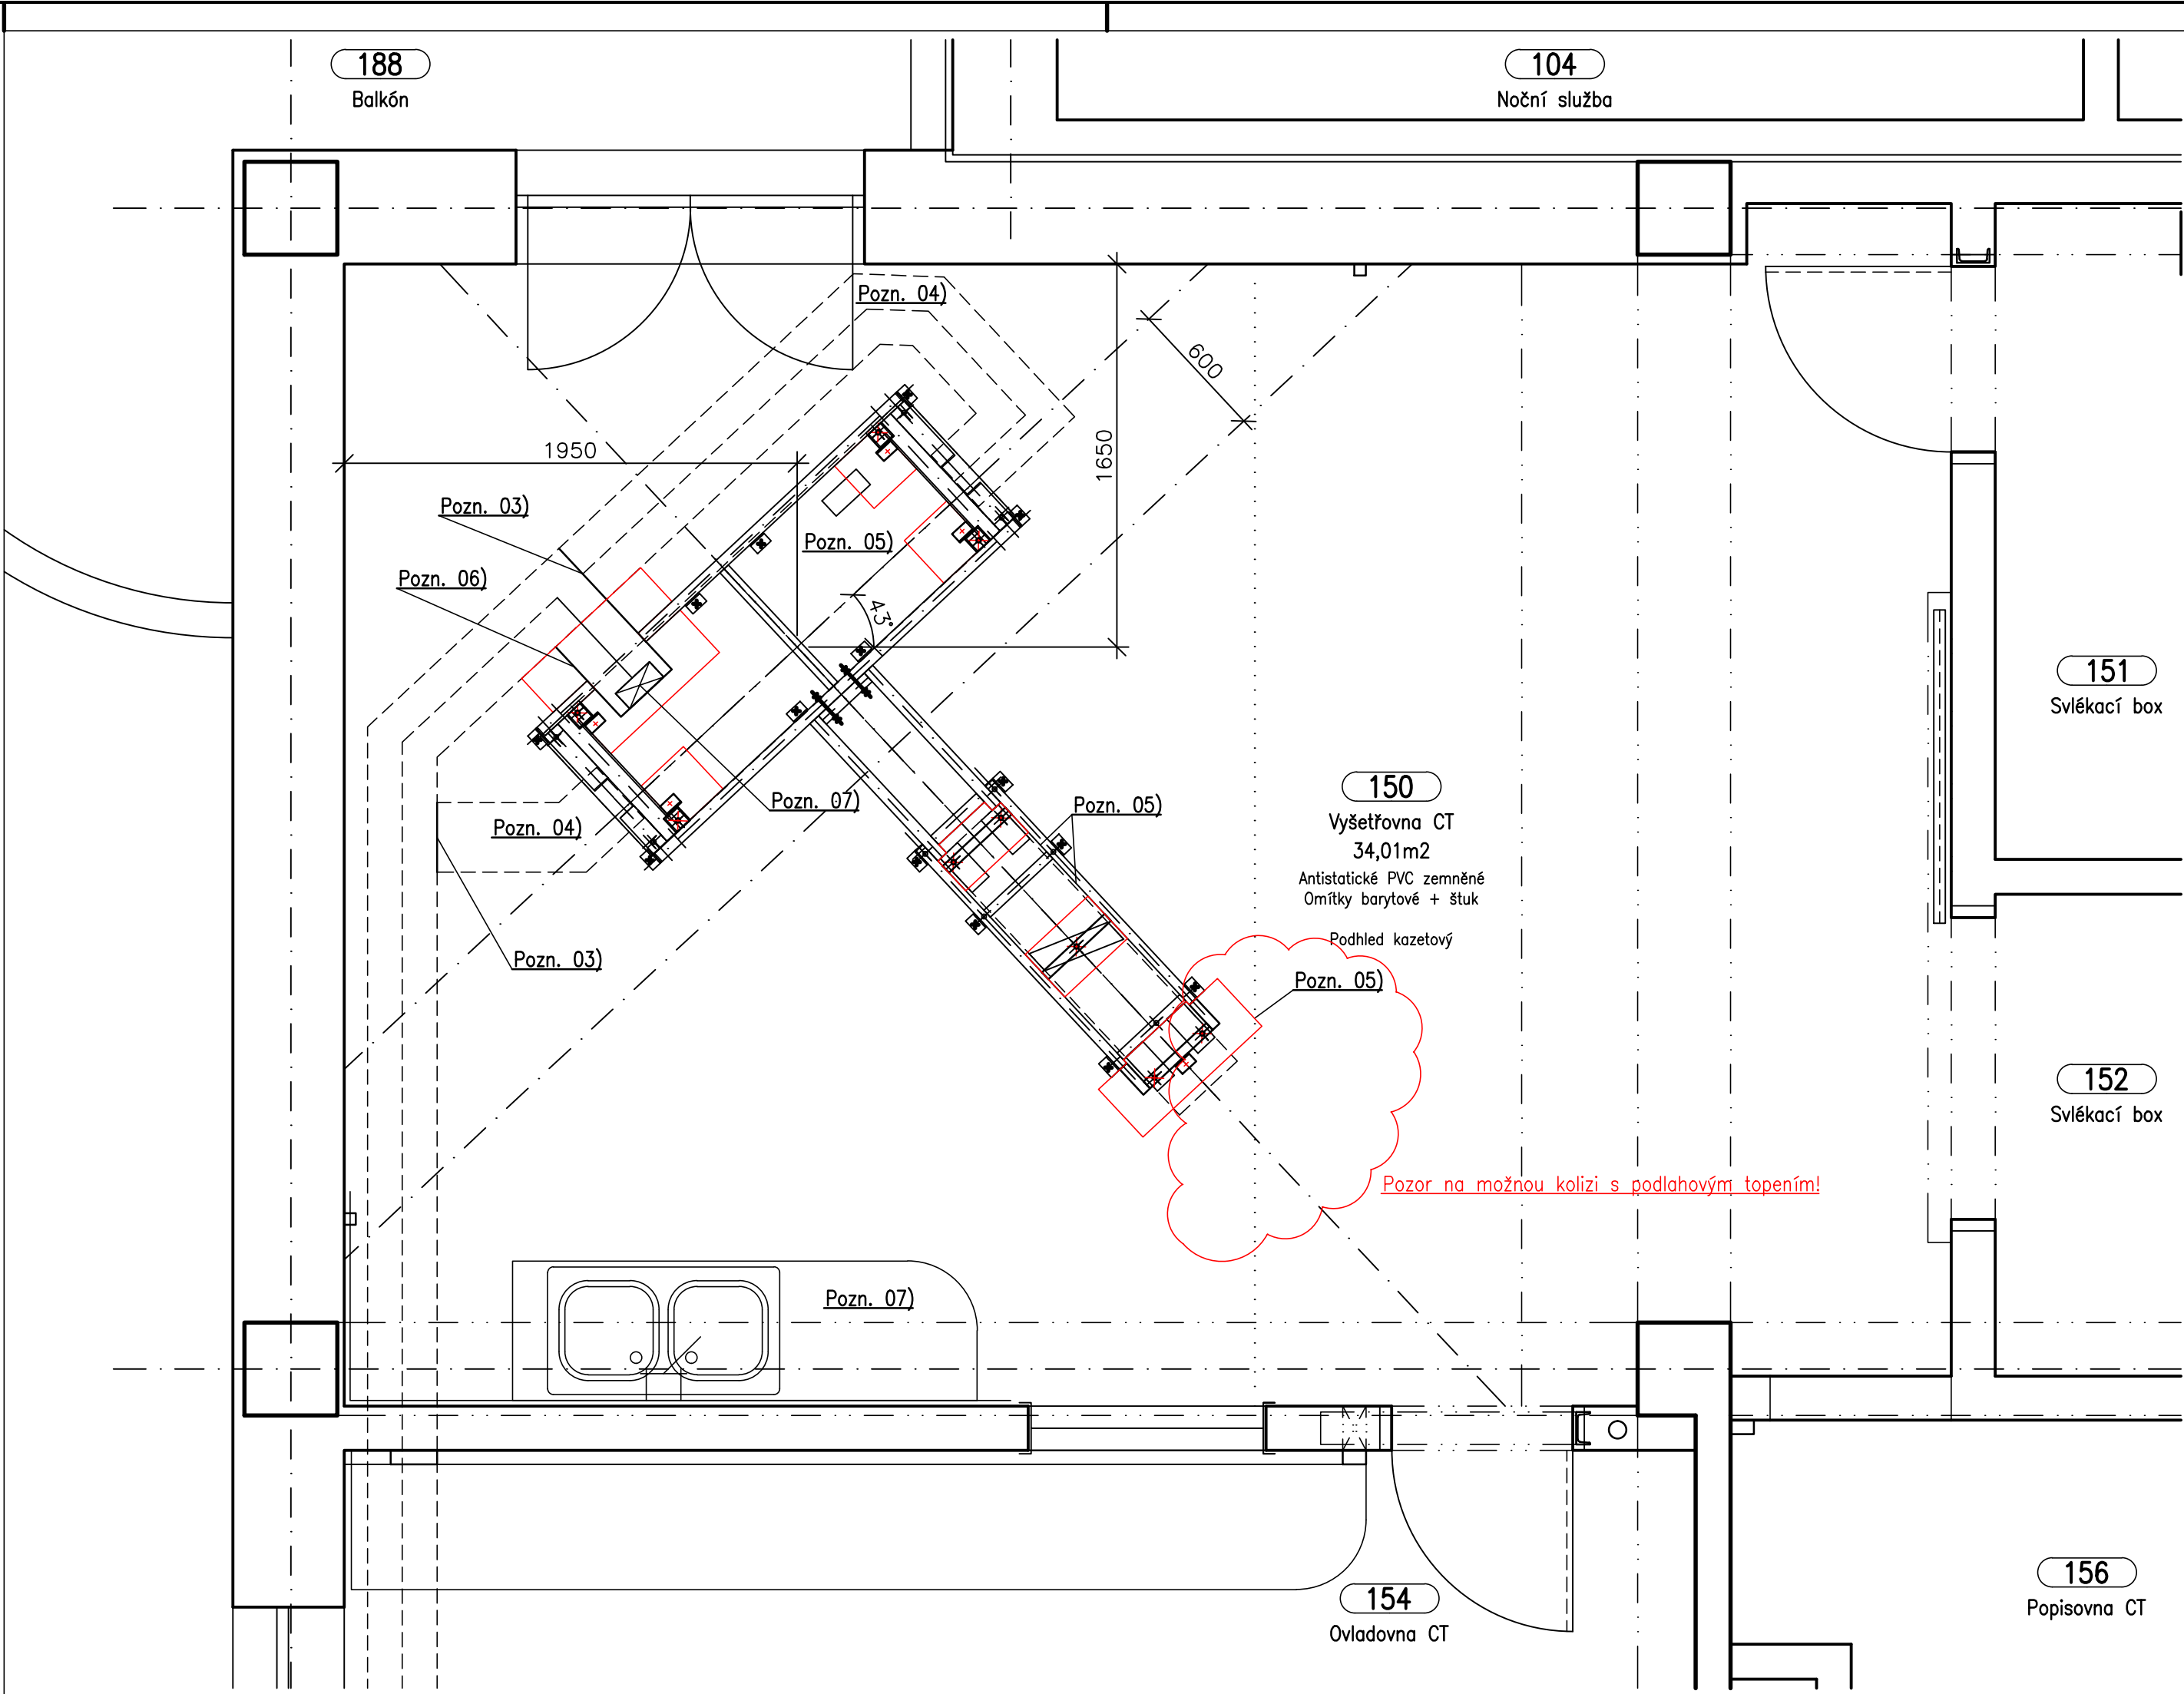 188
Balkón
104
Noční služba
Pozn. 04)
600
1950
1650
Pozn. 03)
Pozn. 05)
Pozn. 06)
43°
151
Svlékací box
150
Vyšetřovna CT
34,01m2
Antistatické PVC zemněné
Omítky barytové + štuk
Podhled kazetový
Pozn. 07)
Pozn. 05)
Pozn. 04)
Pozn. 03)
Pozn. 05)
152
Svlékací box
Pozor na možnou kolizi s podlahovým topením!
Pozn. 07)
154
Ovladovna CT
156
Popisovna CT